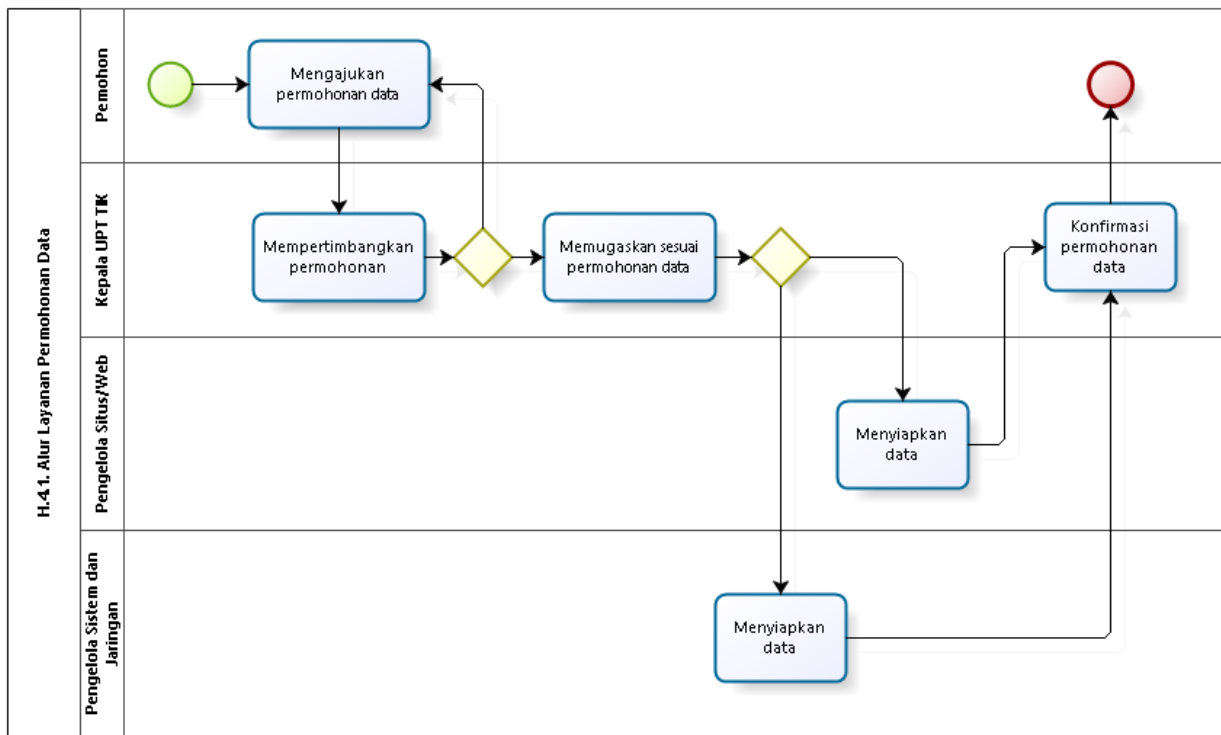 H.4.1. Alur Layanan Permohonan Data
Pemohon
Mengajukan
permohonan data
Kepala UPT TIK
Mempertimbangkan
permohonan
Memugaskan sesuai
permohonan data
Konfirmasi
permohonan
data
Pengelola Situs/Web
Menyiapkan
data
Pengelola Sistem dan
Jaringan
Menyiapkan
data